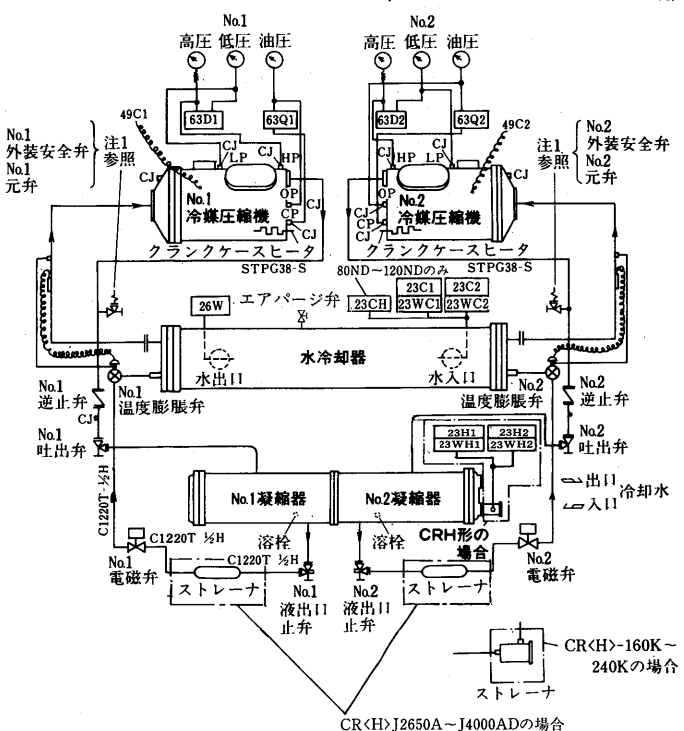 No.1
高圧 低圧 油圧
No.2
高圧 低圧 油圧
63D1
63Q1
63D2
63Q2
49C1
49C2
No.1
外装安全弁
No.1
元弁
注1
参照
注1
参照
No.2
外装安全弁
No.2
元弁
CJ
CJ
LP
CJ
HP
CJ
OP
CP
CJ
No.1
冷媒圧縮機
クランクケースヒータ
STPG38-S
CJ
HP
LP
CJ
OP
CJ
CP
CJ
CJ
No.2
冷媒圧縮機
クランクケースヒータ
STPG38-S
80ND～120NDのみ
26W
エアパージ弁
23CH
23C1
23WC1
23C2
23WC2
水冷却器
水出口
水入口
No.1
温度膨脹弁
No.2
温度膨脹弁
No.1
逆止弁
CJ
No.1
吐出弁
No.2
逆止弁
No.2
吐出弁
23H1
23WH1
23H2
23WH2
No.1凝縮器
No.2凝縮器
溶栓
溶栓
CRH形の
場合
出口
入口
冷却水
C1220T-½H
C1220T ½H
C1220T ½H
No.1
電磁弁
ストレーナ
No.1
液出口
止弁
No.2
液出口
止弁
ストレーナ
No.2
電磁弁
CR<H>-160K～
240Kの場合
ストレーナ
CR<H>J2650A～J4000ADの場合